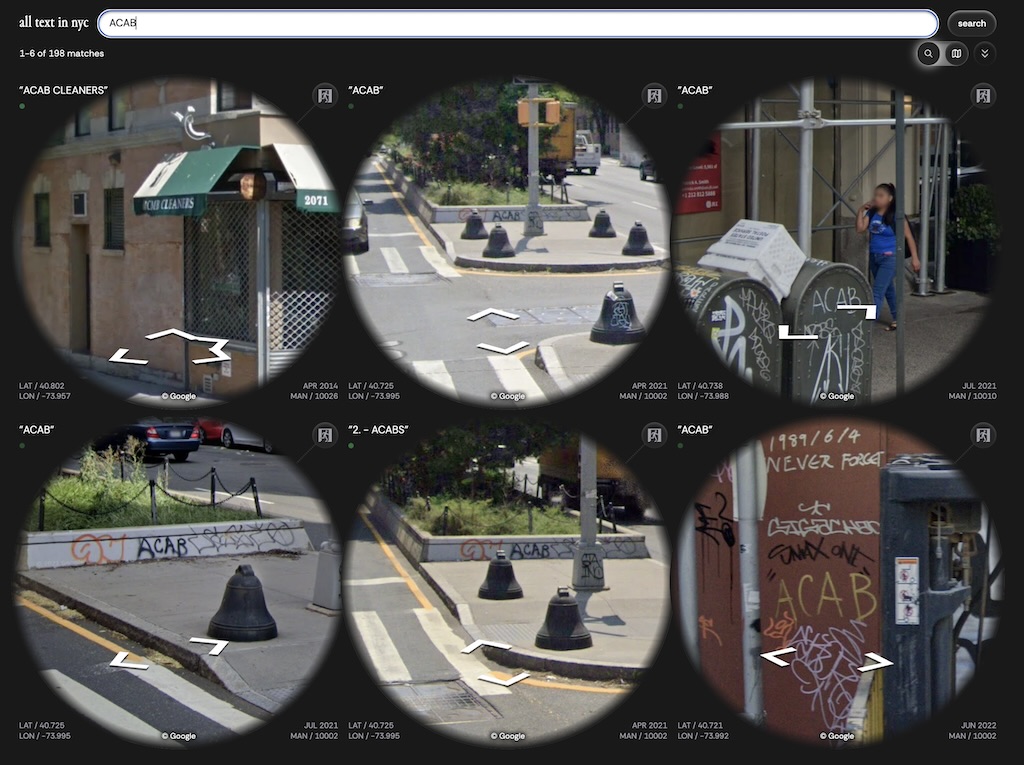 all text in nyc
ACAB
search
1–6 of 198 matches
"ACAB CLEANERS"
CLEANERS
2071
LAT / 40.802
LON / –73.957
© Google
APR 2014
MAN / 10026
"ACAB"
ACAB
LAT / 40.725
LON / –73.995
© Google
APR 2021
MAN / 10002
"ACAB"
ACAB
LAT / 40.738
LON / –73.988
© Google
JUL 2021
MAN / 10010
"ACAB"
ACAB
LAT / 40.725
LON / –73.995
© Google
JUL 2021
MAN / 10002
"2. – ACABS"
ACAB
LAT / 40.725
LON / –73.995
© Google
APR 2021
MAN / 10002
"ACAB"
1989/6/4
NEVER FORGET
"ACAB
LAT / 40.721
LON / –73.992
© Google
JUN 2022
MAN / 10002